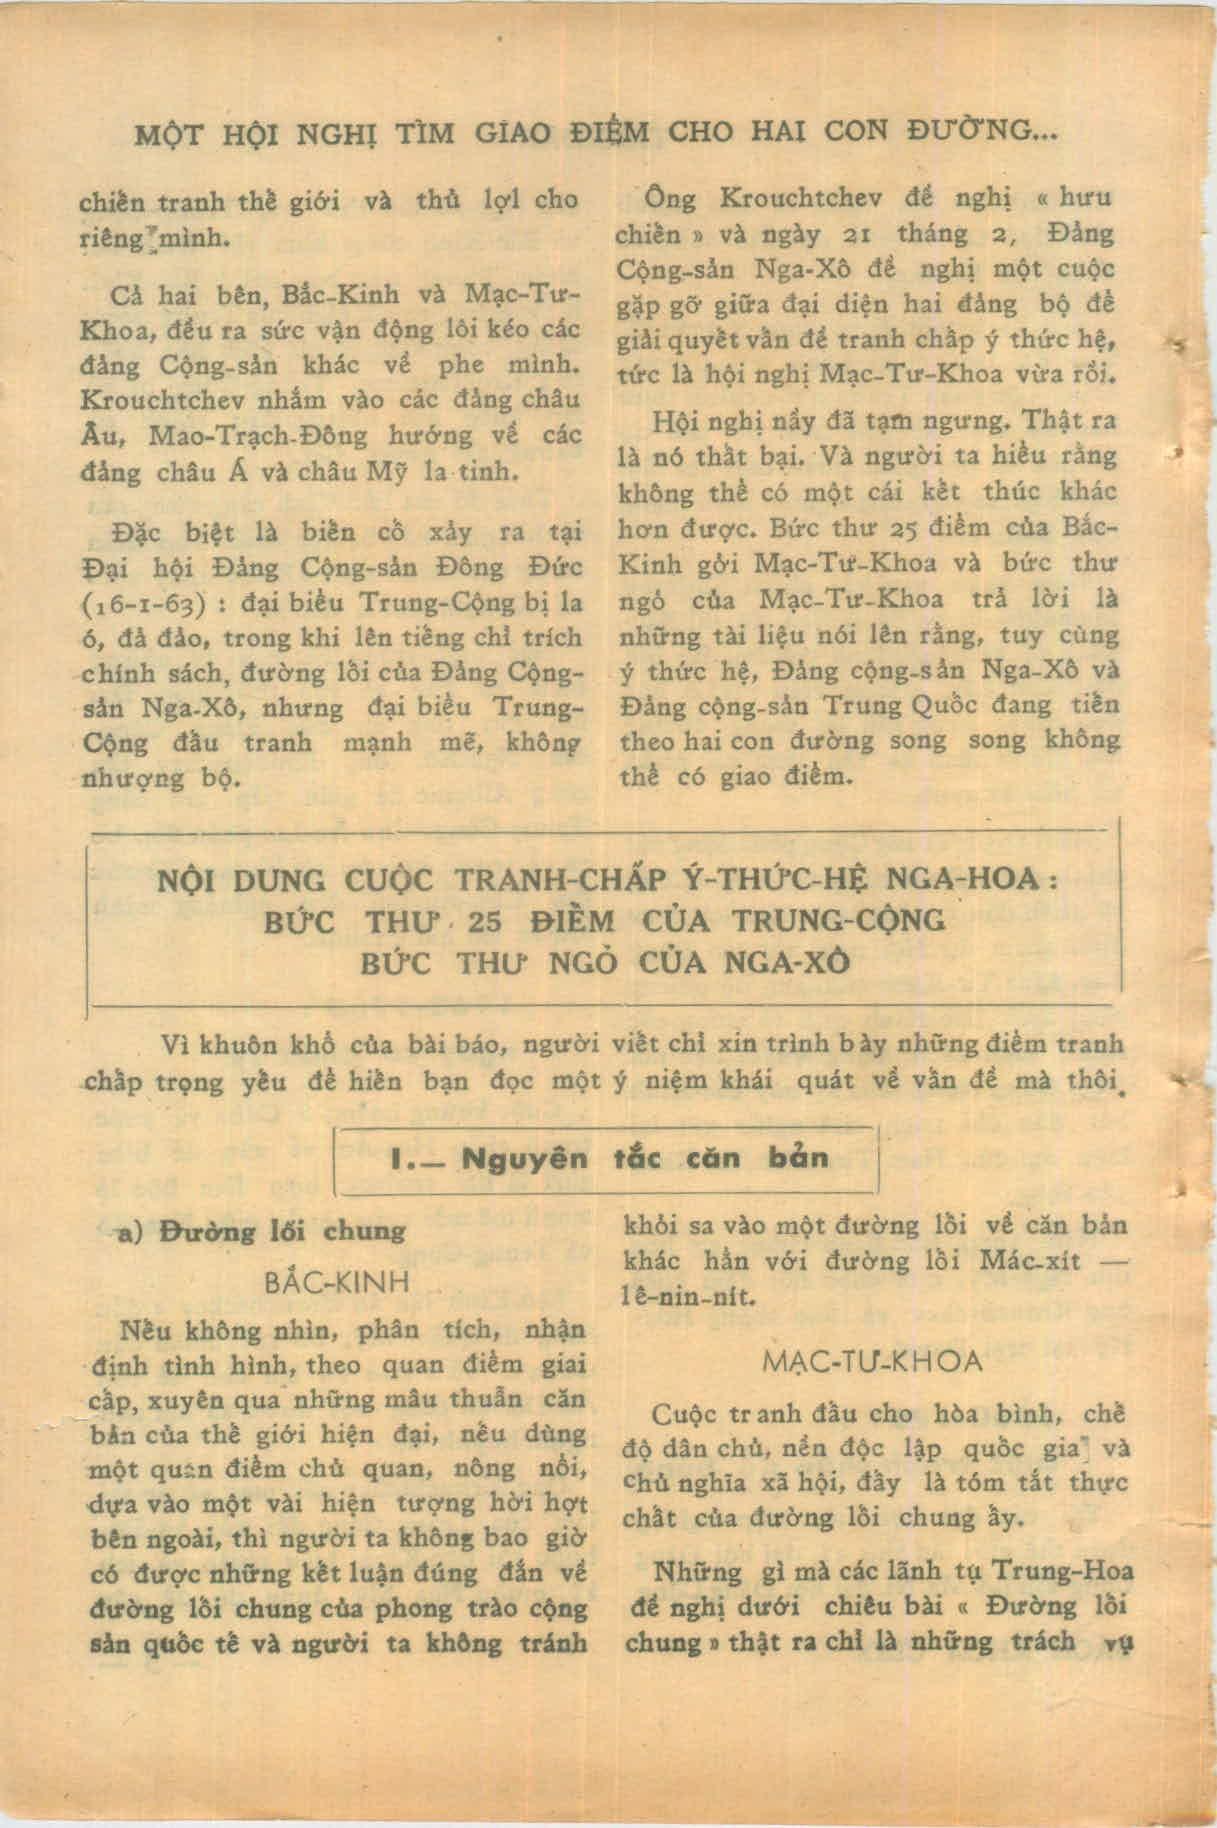 MỘT HỘI NGHỊ TÌM GIAO ĐIỂM CHO HAI CON ĐƯỜNG...
chiến tranh thế giới và thủ lợi cho
riêng mình.
Cả hai bên, Bắc-Kinh và Mạc-Tư-
Khoa, đều ra sức vận động lôi kéo các
đảng Cộng-sản khác về phe mình.
Krouchtchev nhắm vào các đảng châu
Âu, Mao-Trạch-Đông hướng về các
đảng châu Á và châu Mỹ la-tinh.
Đặc biệt là biến cố xảy ra tại
Đại hội Đảng Cộng-sản Đông Đức
(16-1-63) : đại biểu Trung-Cộng bị la
ó, đả đảo, trong khi lên tiếng chỉ trích
chính sách, đường lối của Đảng Cộng-
sản Nga-Xô, nhưng đại biểu Trung-
Cộng đấu tranh mạnh mẽ, không
nhượng bộ.
Ông Krouchtchev đề nghị « hưu
chiến » và ngày 21 tháng 2, Đảng
Cộng-sản Nga-Xô đề nghị một cuộc
gặp gỡ giữa đại diện hai đảng bộ để
giải quyết vấn đề tranh chấp ý thức hệ,
tức là hội nghị Mạc-Tư-Khoa vừa rồi.
Hội nghị nầy đã tạm ngưng. Thật ra
là nó thất bại. Và người ta hiểu rằng
không thể có một cái kết thúc khác
hơn được. Bức thư 25 điểm của Bắc-
Kinh gởi Mạc-Tư-Khoa và bức thư
ngỏ của Mạc-Tư-Khoa trả lời là
những tài liệu nói lên rằng, tuy cùng
ý thức hệ, Đảng cộng-sản Nga-Xô và
Đảng cộng-sản Trung Quốc đang tiến
theo hai con đường song song không
thể có giao điểm.
NỘI DUNG CUỘC TRANH-CHẤP Ý-THỨC-HỆ NGA-HOA :
BỨC THƯ 25 ĐIỂM CỦA TRUNG-CỘNG
BỨC THƯ NGỎ CỦA NGA-XÔ
Vì khuôn khổ của bài báo, người viết chỉ xin trình bày những điểm tranh
chấp trọng yếu để hiến bạn đọc một ý niệm khái quát về vấn đề mà thôi.
I.— Nguyên tắc căn bản
a) Đường lối chung
BẮC-KINH
Nếu không nhìn, phân tích, nhận
định tình hình, theo quan điểm giai
cấp, xuyên qua những mâu thuẫn căn
bản của thế giới hiện đại, nếu dùng
một quan điểm chủ quan, nông nổi,
dựa vào một vài hiện tượng hời hợt
bên ngoài, thì người ta không bao giờ
có được những kết luận đúng đắn về
đường lối chung của phong trào cộng
sản quốc tế và người ta không tránh
khỏi sa vào một đường lối về căn bản
khác hẳn với đường lối Mác-xít —
lê-nin-nít.
MẠC-TƯ-KHOA
Cuộc tranh đấu cho hòa bình, chế
độ dân chủ, nền độc lập quốc gia và
chủ nghĩa xã hội, đấy là tóm tắt thực
chất của đường lối chung ấy.
Những gì mà các lãnh tụ Trung-Hoa
đề nghị dưới chiêu bài « Đường lối
chung » thật ra chỉ là những trách vụ